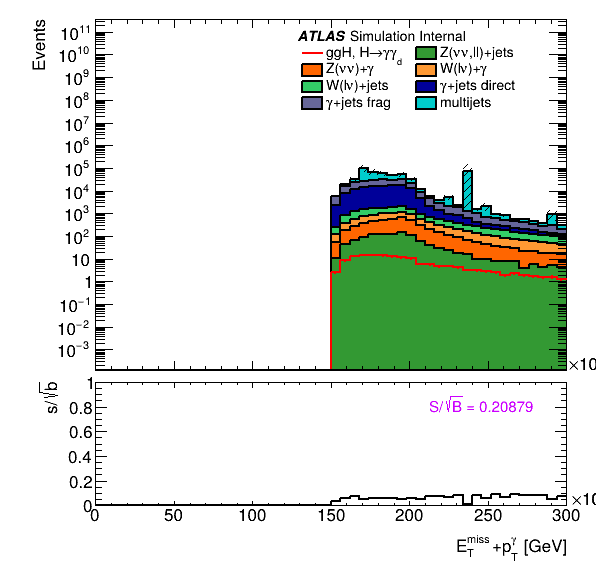 Events
10¹¹
10¹⁰
10⁹
10⁸
10⁷
10⁶
10⁵
10⁴
10³
10²
10
1
10⁻¹
10⁻²
10⁻³
ATLAS Simulation Internal
ggH, H→γγ_d Z(νν,ll)+jets
Z(νν)+γ W(lν)+γ
W(lν)+jets γ+jets direct
γ+jets frag multijets
×10
s/√b
1
0.8
0.6
0.4
0.2
0
S/√B = 0.20879
×10
0 50 100 150 200 250 300
E_T^miss+p_T^γ [GeV]